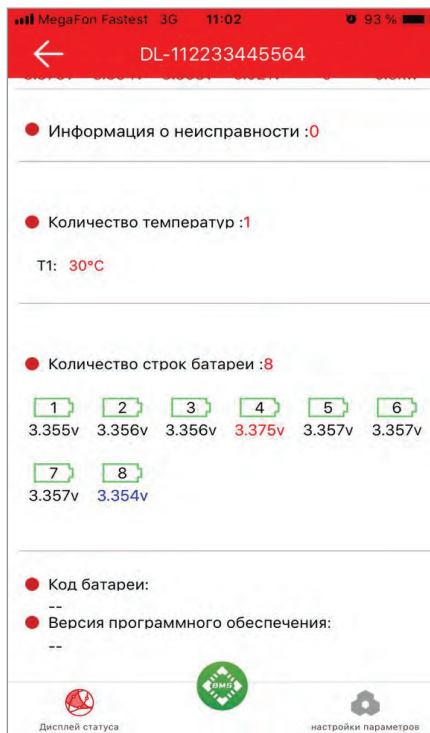 MegaFon Fastest 3G 11:02 93 %
DL-112233445564
Информация о неисправности :0
Количество температур :1
T1: 30°C
Количество строк батареи :8
1 2 3 4 5 6
3.355v 3.356v 3.356v 3.375v 3.357v 3.357v
7 8
3.357v 3.354v
Код батареи:
--
Версия программного обеспечения:
--
BMS
Дисплей статуса настройки параметров